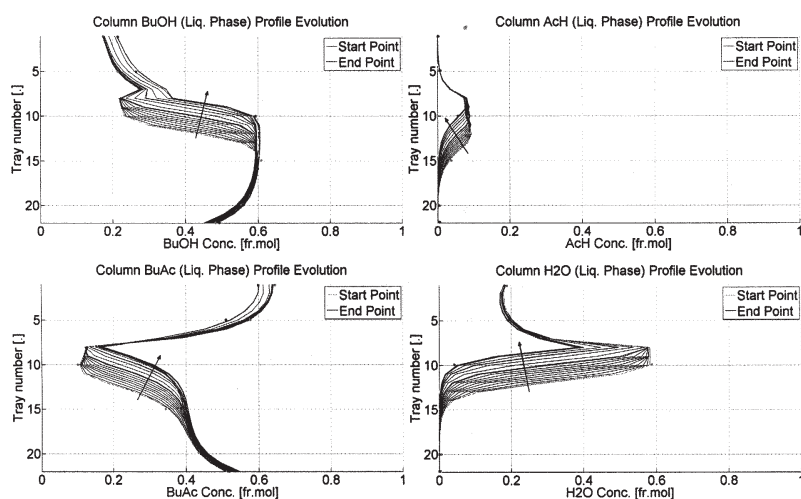 Column BuOH (Liq. Phase) Profile Evolution
Start Point
End Point
Tray number [.]
5
10
15
20
0
0.2
0.4
0.6
0.8
1
BuOH Conc. [fr.mol]
Column AcH (Liq. Phase) Profile Evolution
Start Point
End Point
Tray number [.]
5
10
15
20
0
0.2
0.4
0.6
0.8
1
AcH Conc. [fr.mol]
Column BuAc (Liq. Phase) Profile Evolution
Start Point
End Point
Tray number [.]
5
10
15
20
0
0.2
0.4
0.6
0.8
1
BuAc Conc. [fr.mol]
Column H2O (Liq. Phase) Profile Evolution
Start Point
End Point
Tray number [.]
5
10
15
20
0
0.2
0.4
0.6
0.8
1
H2O Conc. [fr.mol]